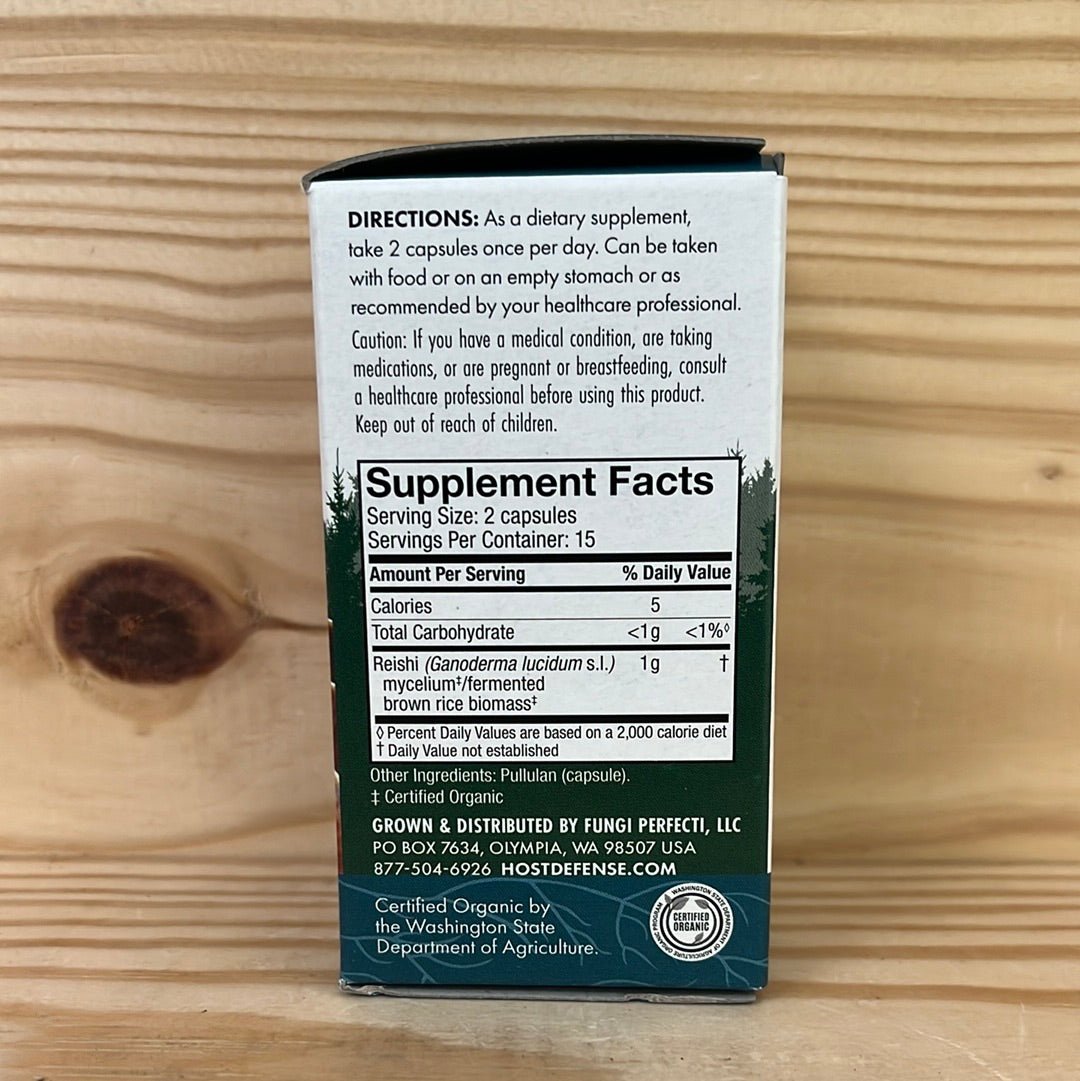 DIRECTIONS: As a dietary supplement,
take 2 capsules once per day. Can be taken
with food or on an empty stomach or as
recommended by your healthcare professional.
Caution: If you have a medical condition, are taking
medications, or are pregnant or breastfeeding, consult
a healthcare professional before using this product.
Keep out of reach of children.
Supplement Facts
Serving Size: 2 capsules
Servings Per Container: 15
Amount Per Serving % Daily Value
Calories 5
Total Carbohydrate <1g <1%◊
Reishi (Ganoderma lucidum s.l.) 1g †
mycelium‡/fermented
brown rice biomass‡
◊ Percent Daily Values are based on a 2,000 calorie diet
† Daily Value not established
Other Ingredients: Pullulan (capsule).
‡ Certified Organic
GROWN & DISTRIBUTED BY FUNGI PERFECTI, LLC
PO BOX 7634, OLYMPIA, WA 98507 USA
877-504-6926 HOSTDEFENSE.COM
Certified Organic by
the Washington State
Department of Agriculture.
WASHINGTON STATE DEPARTMENT OF AGRICULTURE ORGANIC PROGRAM
CERTIFIED
ORGANIC